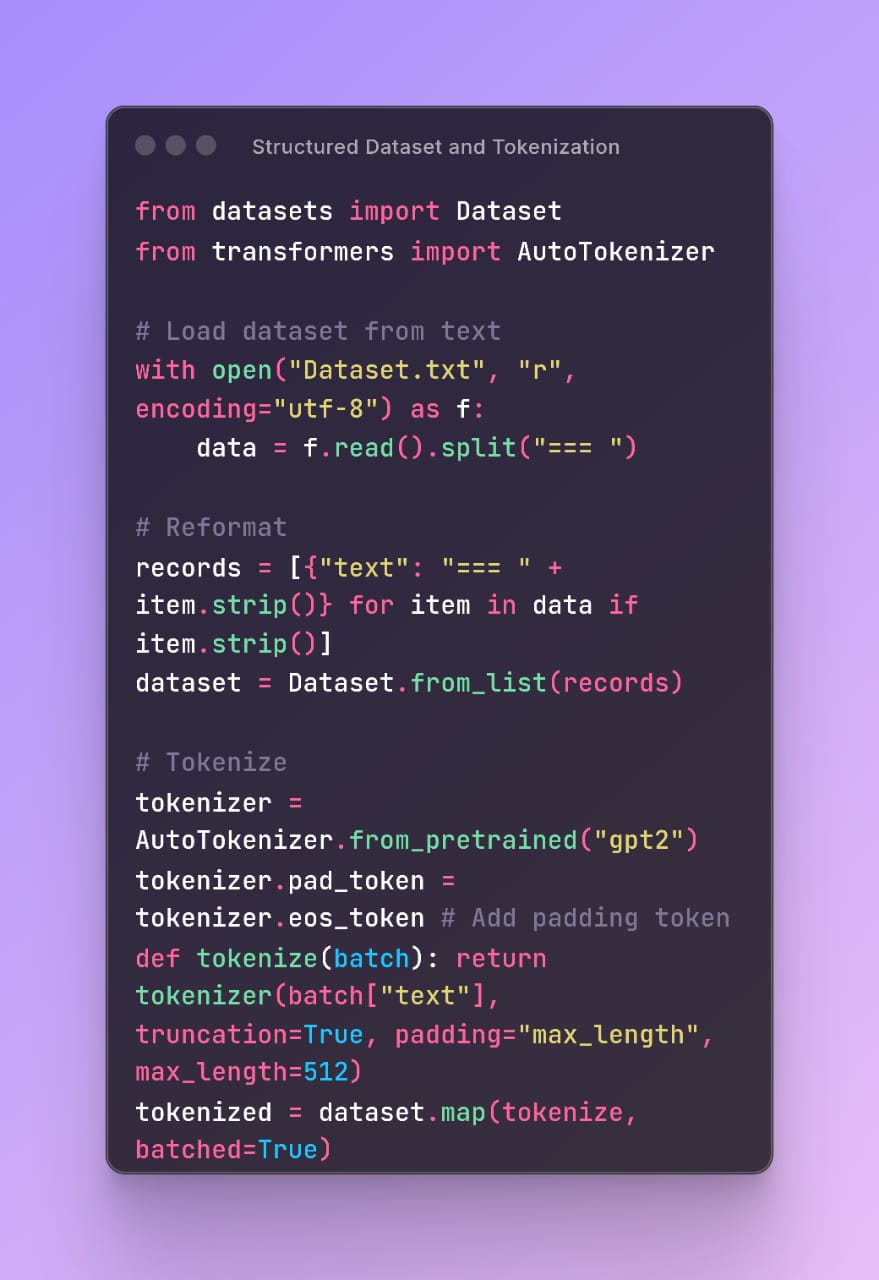 Structured Dataset and Tokenization
from datasets import Dataset
from transformers import AutoTokenizer
# Load dataset from text
with open("Dataset.txt", "r",
encoding="utf-8") as f:
    data = f.read().split("=== ")
# Reformat
records = [{"text": "=== " +
item.strip()} for item in data if
item.strip()]
dataset = Dataset.from_list(records)
# Tokenize
tokenizer =
AutoTokenizer.from_pretrained("gpt2")
tokenizer.pad_token =
tokenizer.eos_token # Add padding token
def tokenize(batch): return
tokenizer(batch["text"],
truncation=True, padding="max_length",
max_length=512)
tokenized = dataset.map(tokenize,
batched=True)